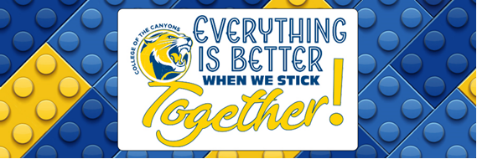 COLLEGE OF THE CANYONS
EVERYTHING
IS BETTER
WHEN WE STICK
Together!